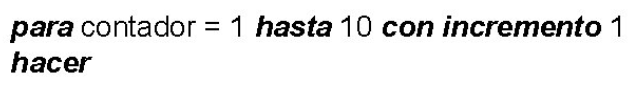 para contador = 1 hasta 10 con incremento 1
hacer